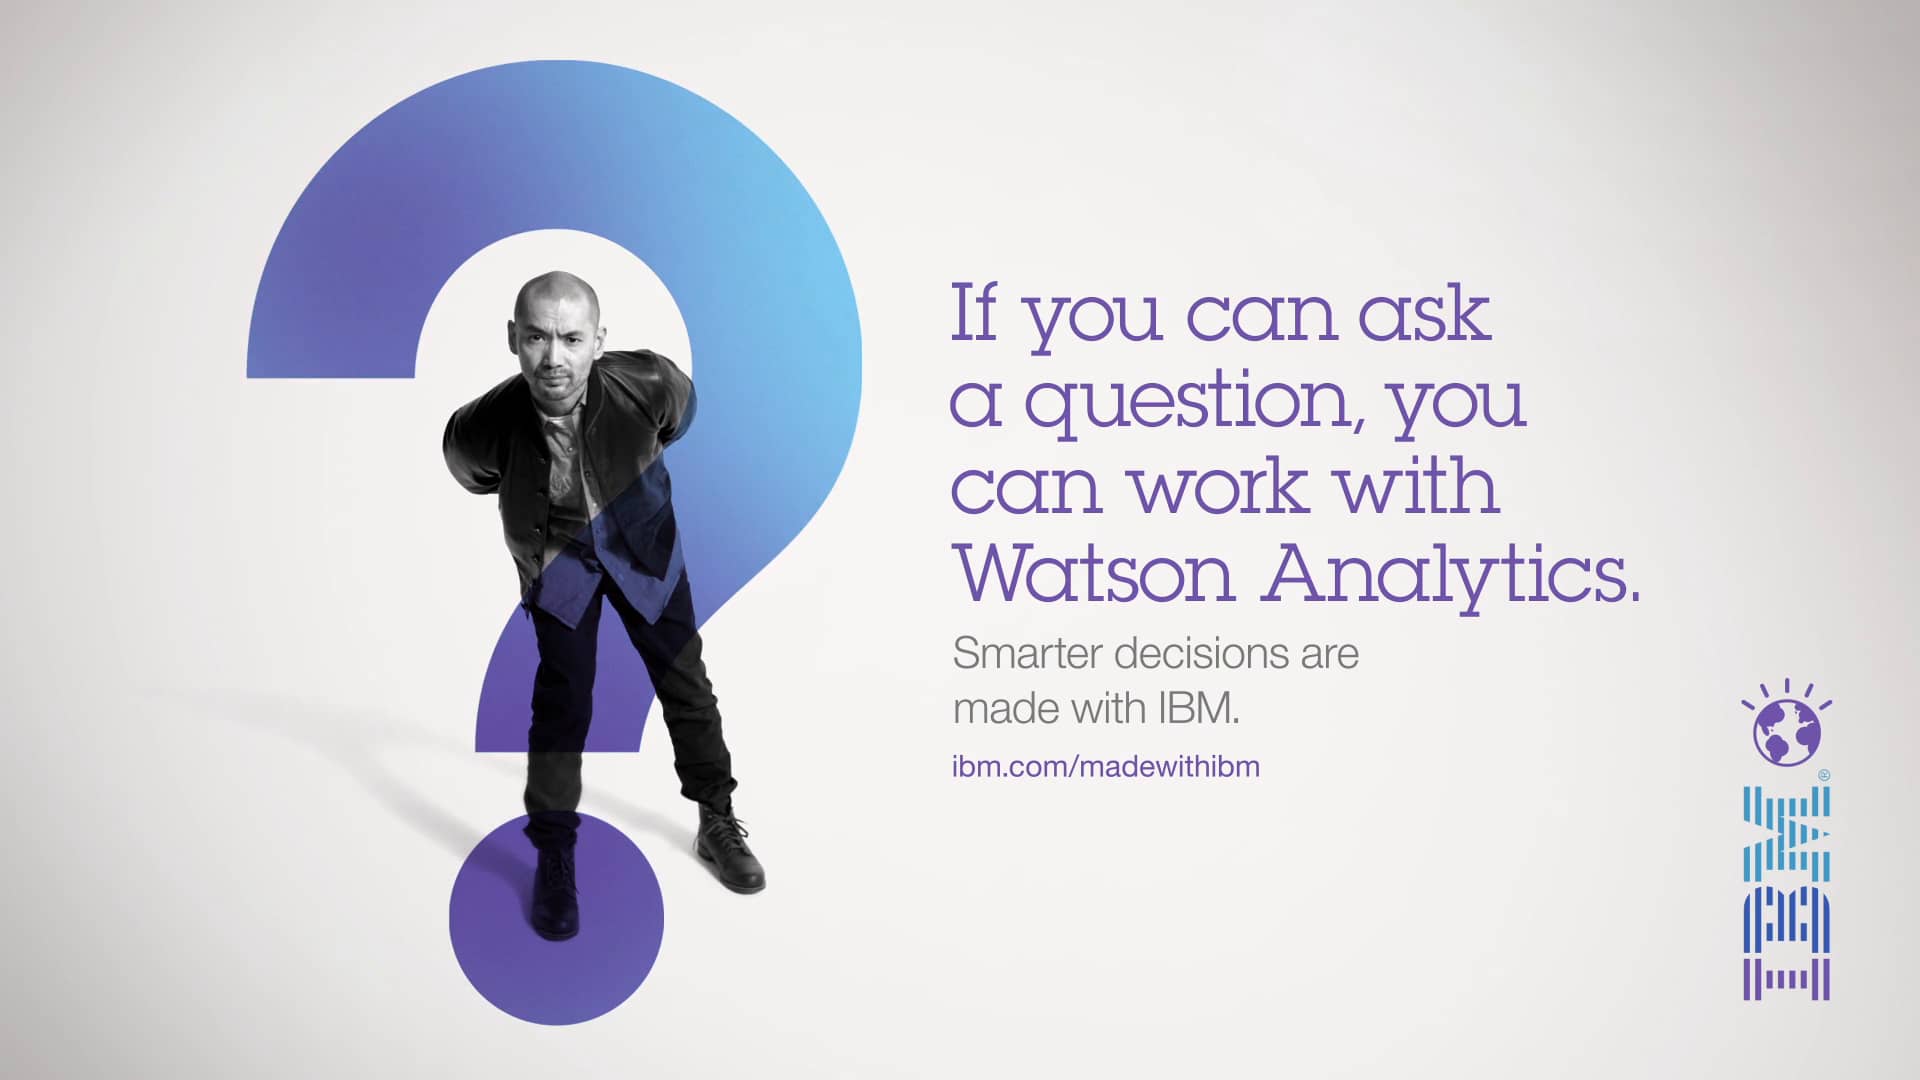 If you can ask
a question, you
can work with
Watson Analytics.
Smarter decisions are
made with IBM.
ibm.com/madewithibm
IBM®